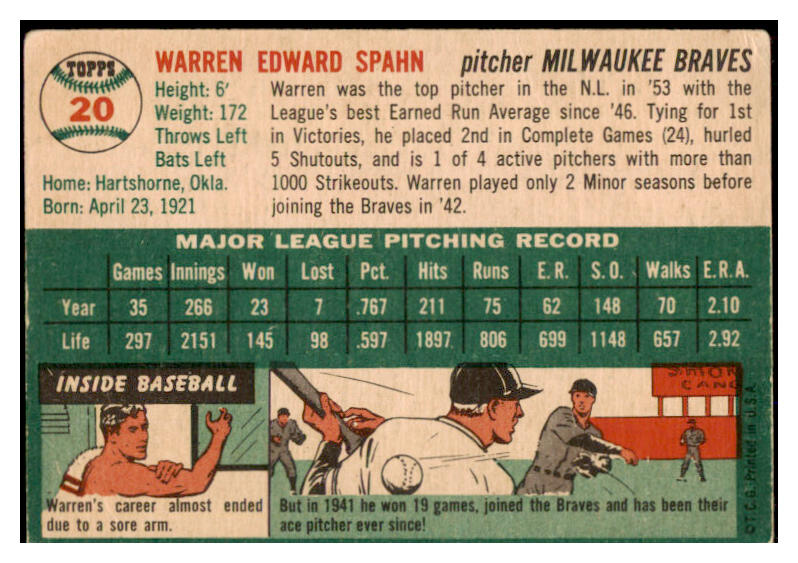 TOPPS
20
WARREN EDWARD SPAHN pitcher MILWAUKEE BRAVES
Height: 6'
Weight: 172
Throws Left
Bats Left
Home: Hartshorne, Okla.
Born: April 23, 1921
Warren was the top pitcher in the N.L. in '53 with the
League's best Earned Run Average since '46. Tying for 1st
in Victories, he placed 2nd in Complete Games (24), hurled
5 Shutouts, and is 1 of 4 active pitchers with more than
1000 Strikeouts. Warren played only 2 Minor seasons before
joining the Braves in '42.
MAJOR LEAGUE PITCHING RECORD
Games Innings Won Lost Pct. Hits Runs E.R. S.O. Walks E.R.A.
Year 35 266 23 7 .767 211 75 62 148 70 2.10
Life 297 2151 145 98 .597 1897 806 699 1148 657 2.92
INSIDE BASEBALL
Warren's career almost ended
due to a sore arm.
But in 1941 he won 19 games, joined the Braves and has been their
ace pitcher ever since!
CANG
© T.C.G. Printed in U.S.A.